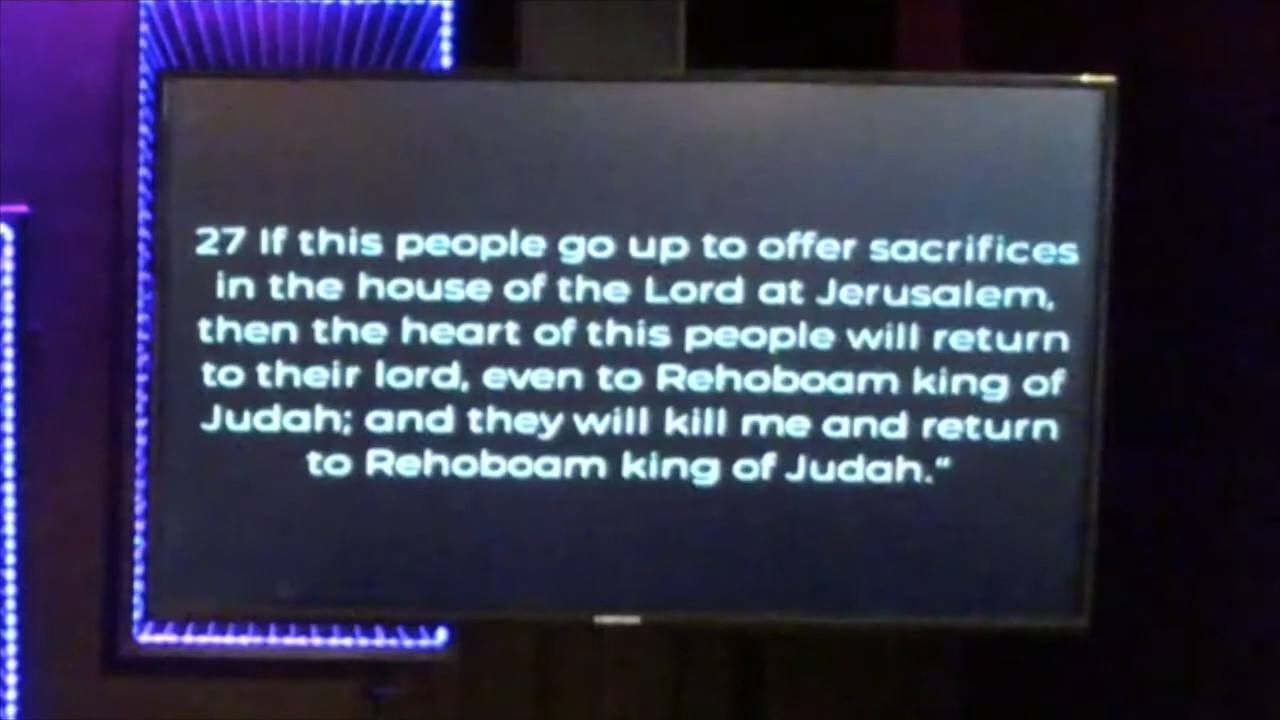 27 If this people go up to offer sacrifices
in the house of the Lord at Jerusalem,
then the heart of this people will return
to their lord, even to Rehoboam king of
Judah; and they will kill me and return
to Rehoboam king of Judah.“